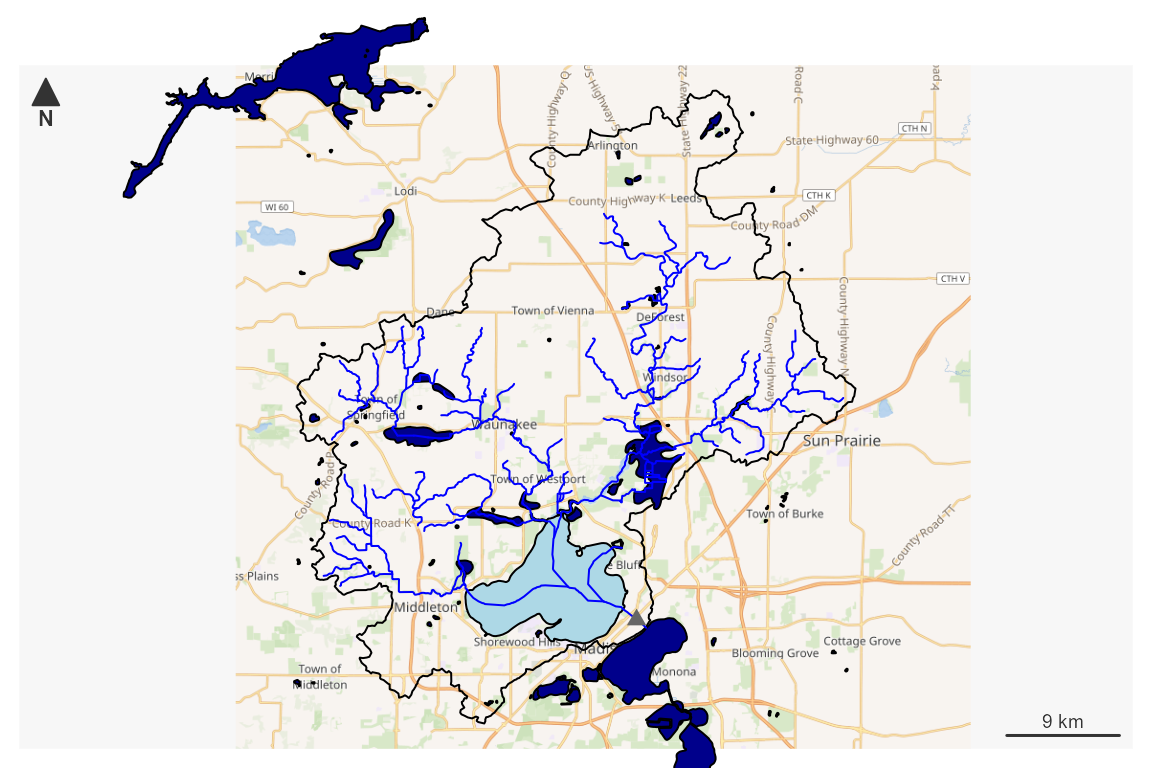 Merri
County Highway Q
US Highway 5
State Highway 22
Road C
oad A
N
CTH N
State Highway 60
Arlington
Lodi
CTH K
County Highway K
Leeds
WI 60
County Road DM
CTH V
Dane
Town of Vienna
DeForest
County Highway N
County Highway
Windsor
Town of
Springfield
Waunakee
Sun Prairie
County Road P
Town of Westport
Town of Burke
County Road K
County Road TT
ss Plains
e Bluff
Middleton
Shorewood Hills
Madis
Cottage Grove
Blooming Grove
Town of
Middleton
Monona
9 km